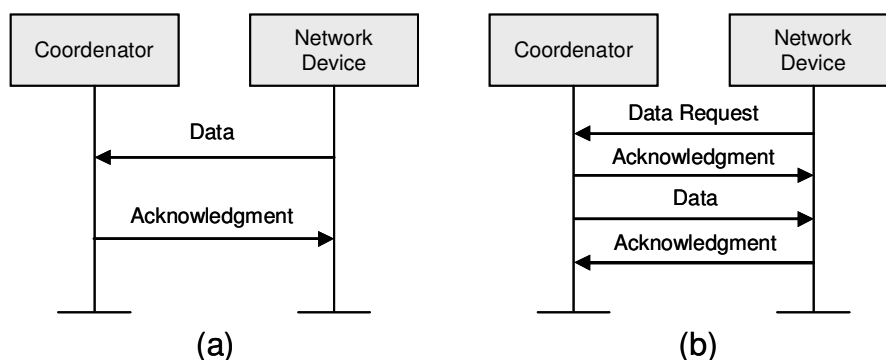 Coordenator
Network
Device
Data
Acknowledgment
(a)
Coordenator
Network
Device
Data Request
Acknowledgment
Data
Acknowledgment
(b)